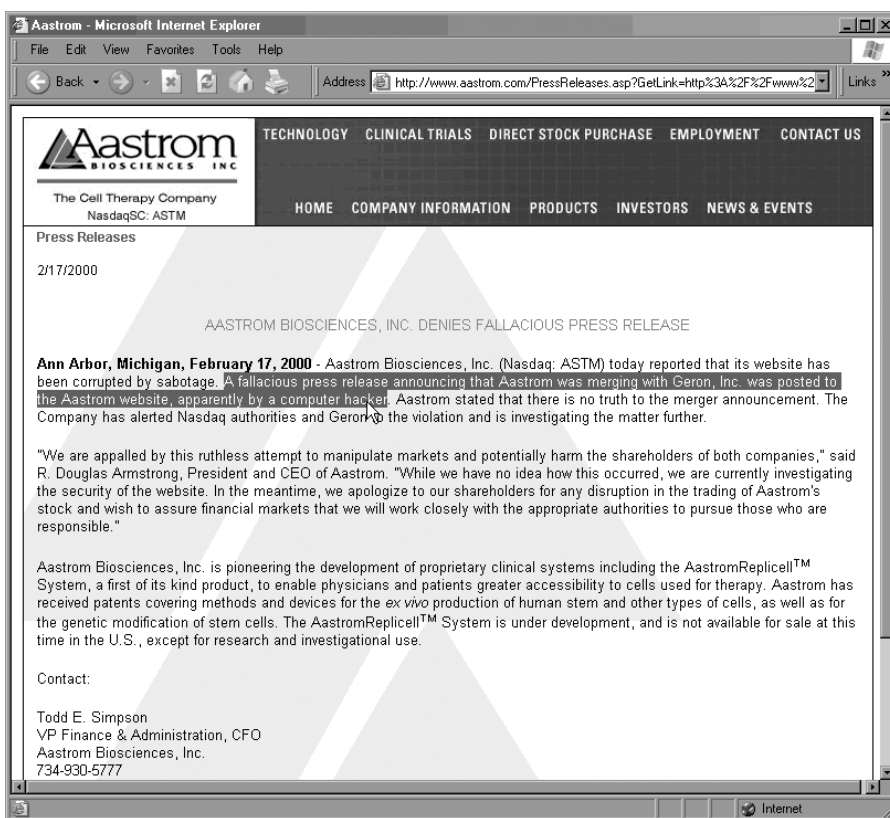 Aastrom - Microsoft Internet Explorer
File Edit View Favorites Tools Help
Back Address http://www.aastrom.com/PressReleases.asp?GetLink=http%3A%2F%2Fwww%2 Links »
Aastrom
BIOSCIENCES INC
The Cell Therapy Company
NasdaqSC: ASTM
TECHNOLOGY CLINICAL TRIALS DIRECT STOCK PURCHASE EMPLOYMENT CONTACT US
HOME COMPANY INFORMATION PRODUCTS INVESTORS NEWS & EVENTS
Press Releases
2/17/2000
AASTROM BIOSCIENCES, INC. DENIES FALLACIOUS PRESS RELEASE
Ann Arbor, Michigan, February 17, 2000 - Aastrom Biosciences, Inc. (Nasdaq: ASTM) today reported that its website has
been corrupted by sabotage. A fallacious press release announcing that Aastrom was merging with Geron, Inc. was posted to
the Aastrom website, apparently by a computer hacker. Aastrom stated that there is no truth to the merger announcement. The
Company has alerted Nasdaq authorities and Geron to the violation and is investigating the matter further.
"We are appalled by this ruthless attempt to manipulate markets and potentially harm the shareholders of both companies," said
R. Douglas Armstrong, President and CEO of Aastrom. "While we have no idea how this occurred, we are currently investigating
the security of the website. In the meantime, we apologize to our shareholders for any disruption in the trading of Aastrom's
stock and wish to assure financial markets that we will work closely with the appropriate authorities to pursue those who are
responsible."
Aastrom Biosciences, Inc. is pioneering the development of proprietary clinical systems including the AastromReplicell™
System, a first of its kind product, to enable physicians and patients greater accessibility to cells used for therapy. Aastrom has
received patents covering methods and devices for the ex vivo production of human stem and other types of cells, as well as for
the genetic modification of stem cells. The AastromReplicell™ System is under development, and is not available for sale at this
time in the U.S., except for research and investigational use.
Contact:
Todd E. Simpson
VP Finance & Administration, CFO
Aastrom Biosciences, Inc.
734-930-5777
Internet